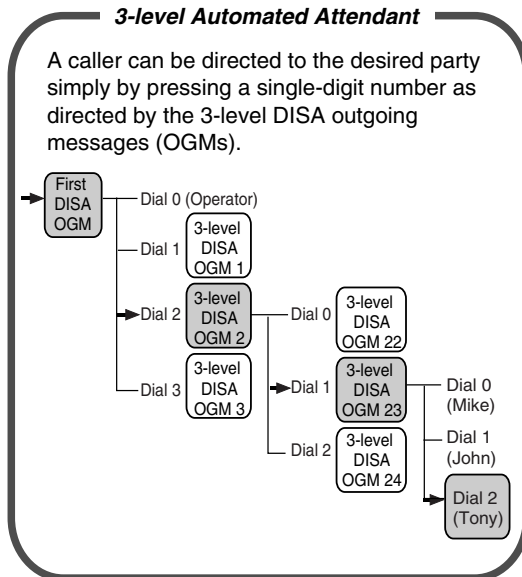 3-level Automated Attendant
A caller can be directed to the desired party
simply by pressing a single-digit number as
directed by the 3-level DISA outgoing
messages (OGMs).
First
DISA
OGM
Dial 0 (Operator)
Dial 1
3-level
DISA
OGM 1
Dial 2
3-level
DISA
OGM 2
Dial 3
3-level
DISA
OGM 3
Dial 0
3-level
DISA
OGM 22
Dial 1
3-level
DISA
OGM 23
Dial 2
3-level
DISA
OGM 24
Dial 0
(Mike)
Dial 1
(John)
Dial 2
(Tony)